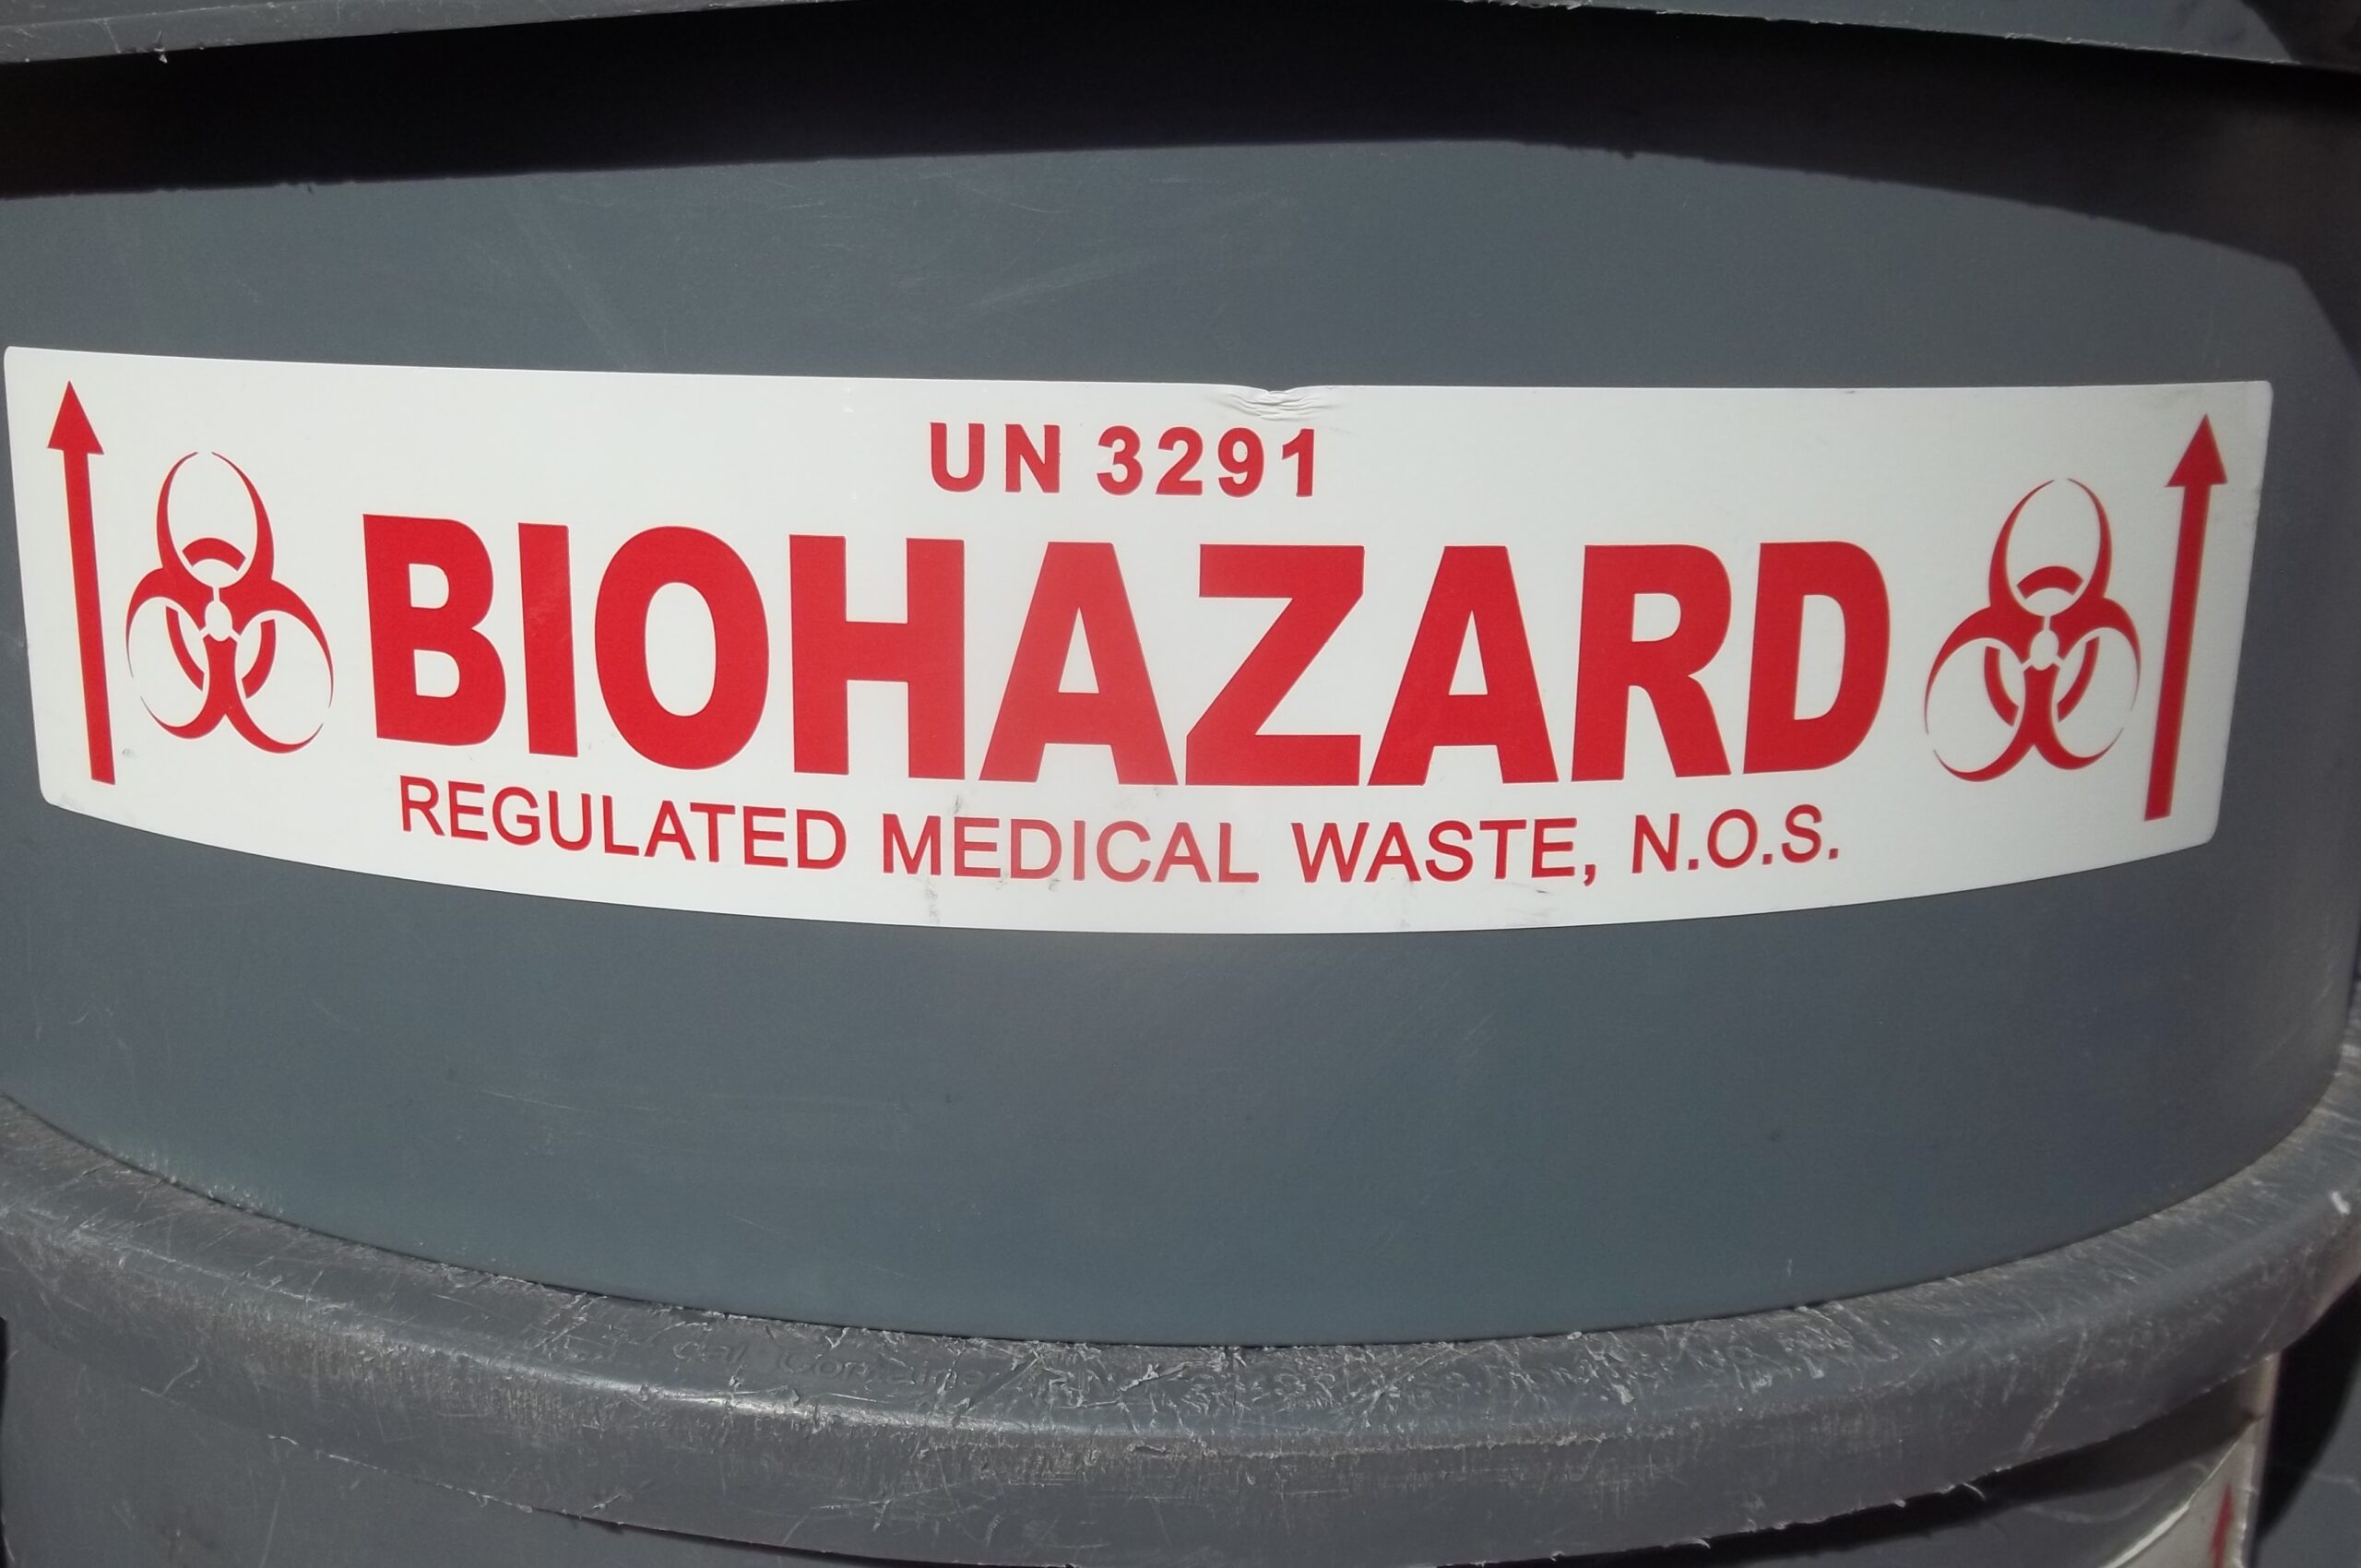 UN 3291
BIOHAZARD
REGULATED MEDICAL WASTE, N.O.S.